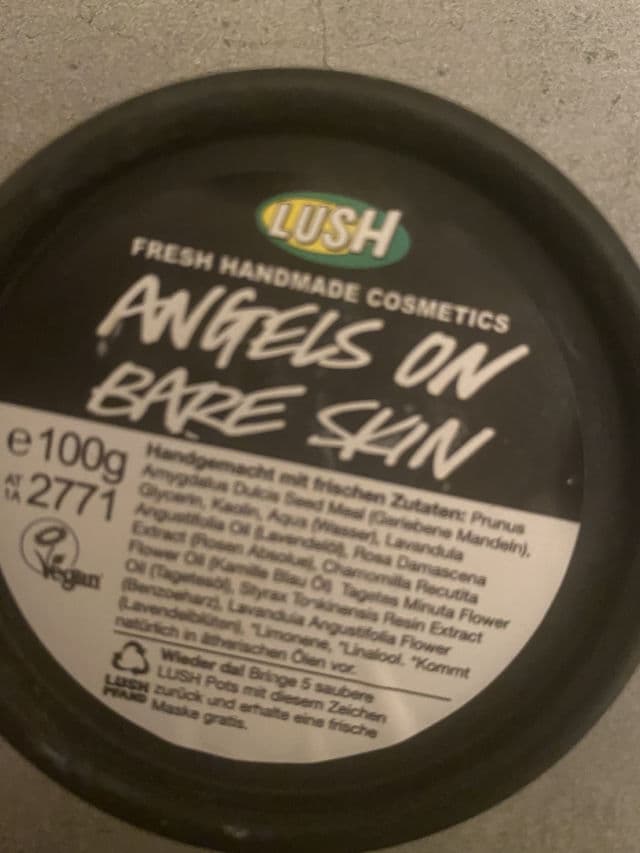 LUSH
FRESH HANDMADE COSMETICS
ANGELS ON
BARE SKIN
e 100g
AT
1A 2771
Vegan
Handgemacht mit frischen Zutaten: Prunus
Amygdalus Dulcis Seed Meal (Geriebene Mandeln),
Glycerin, Kaolin, Aqua (Wasser), Lavandula
Angustifolia Oil (Lavendelöl), Rosa Damascena
Extract (Rosen Absolue), Chamomilla Recutita
Flower Oil (Kamille Blau Öl) Tagetes Minuta Flower
Oil (Tagetesöl), Styrax Tonkinensis Resin Extract
(Benzoeharz), Lavandula Angustifolia Flower
(Lavendelblüten), *Limonene, *Linalool. *Kommt
natürlich in ätherischen Ölen vor.
Wieder da! Bringe 5 saubere
LUSH Pots mit diesem Zeichen
zurück und erhalte eine frische
Maske gratis.
LUSH
PFAND